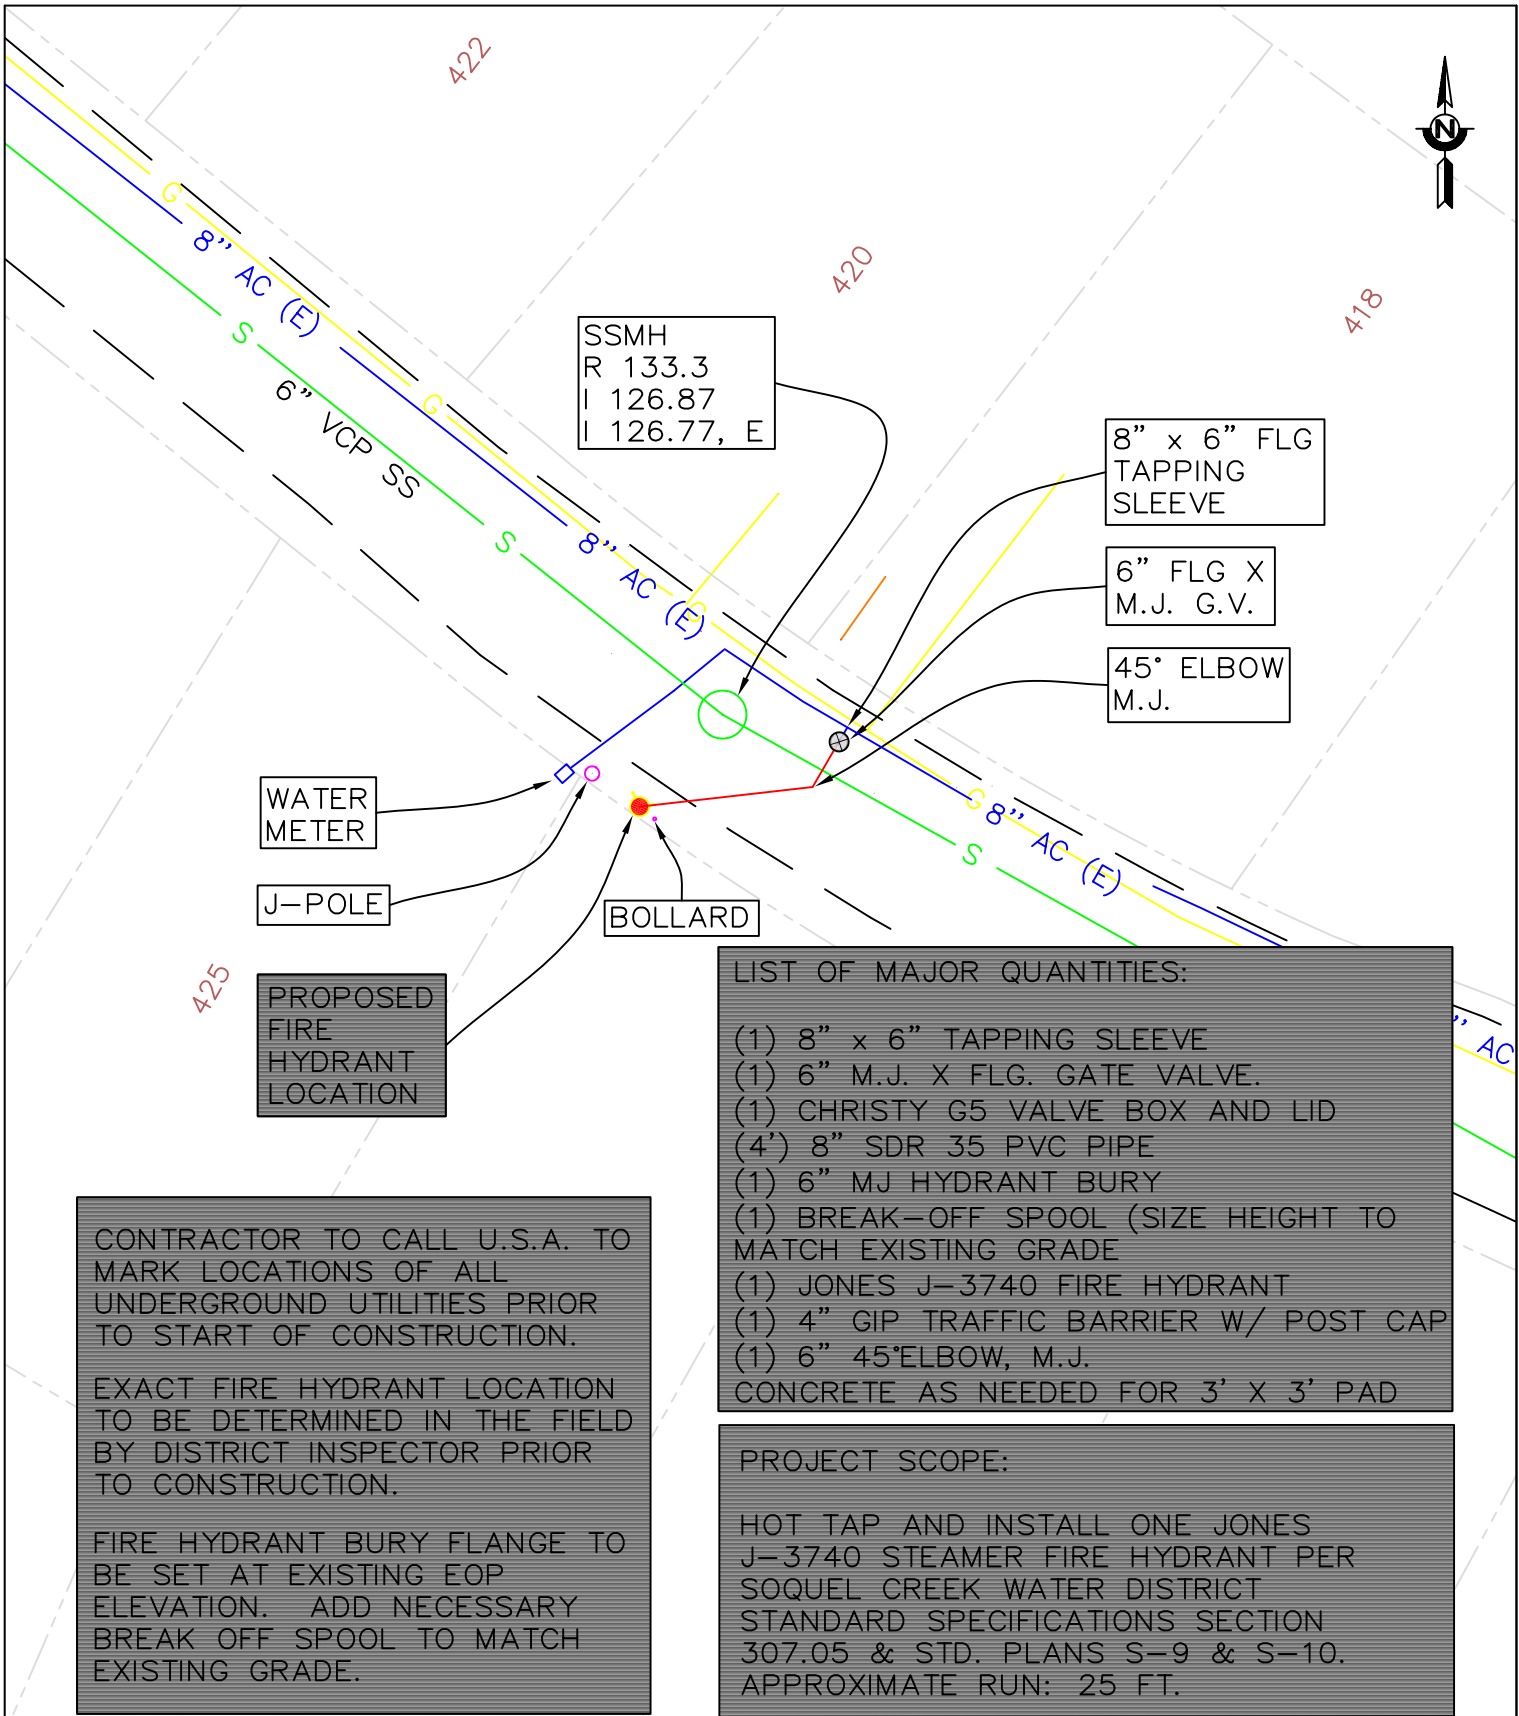 422
N
G
8" AC (E)
420
418
S
6" VCP SS
G
SSMH
R 133.3
I 126.87
I 126.77, E
8" x 6" FLG
TAPPING
SLEEVE
S
8" AC (E)
G
6" FLG X
M.J. G.V.
45° ELBOW
M.J.
WATER
METER
G
8" AC (E)
S
J-POLE
BOLLARD
425
PROPOSED
FIRE
HYDRANT
LOCATION
LIST OF MAJOR QUANTITIES:
(1) 8" x 6" TAPPING SLEEVE
(1) 6" M.J. X FLG. GATE VALVE.
(1) CHRISTY G5 VALVE BOX AND LID
(4') 8" SDR 35 PVC PIPE
(1) 6" MJ HYDRANT BURY
(1) BREAK-OFF SPOOL (SIZE HEIGHT TO
MATCH EXISTING GRADE
(1) JONES J-3740 FIRE HYDRANT
(1) 4" GIP TRAFFIC BARRIER W/ POST CAP
(1) 6" 45°ELBOW, M.J.
CONCRETE AS NEEDED FOR 3' X 3' PAD
" AC
CONTRACTOR TO CALL U.S.A. TO
MARK LOCATIONS OF ALL
UNDERGROUND UTILITIES PRIOR
TO START OF CONSTRUCTION.
EXACT FIRE HYDRANT LOCATION
TO BE DETERMINED IN THE FIELD
BY DISTRICT INSPECTOR PRIOR
TO CONSTRUCTION.
FIRE HYDRANT BURY FLANGE TO
BE SET AT EXISTING EOP
ELEVATION. ADD NECESSARY
BREAK OFF SPOOL TO MATCH
EXISTING GRADE.
PROJECT SCOPE:
HOT TAP AND INSTALL ONE JONES
J-3740 STEAMER FIRE HYDRANT PER
SOQUEL CREEK WATER DISTRICT
STANDARD SPECIFICATIONS SECTION
307.05 & STD. PLANS S-9 & S-10.
APPROXIMATE RUN: 25 FT.